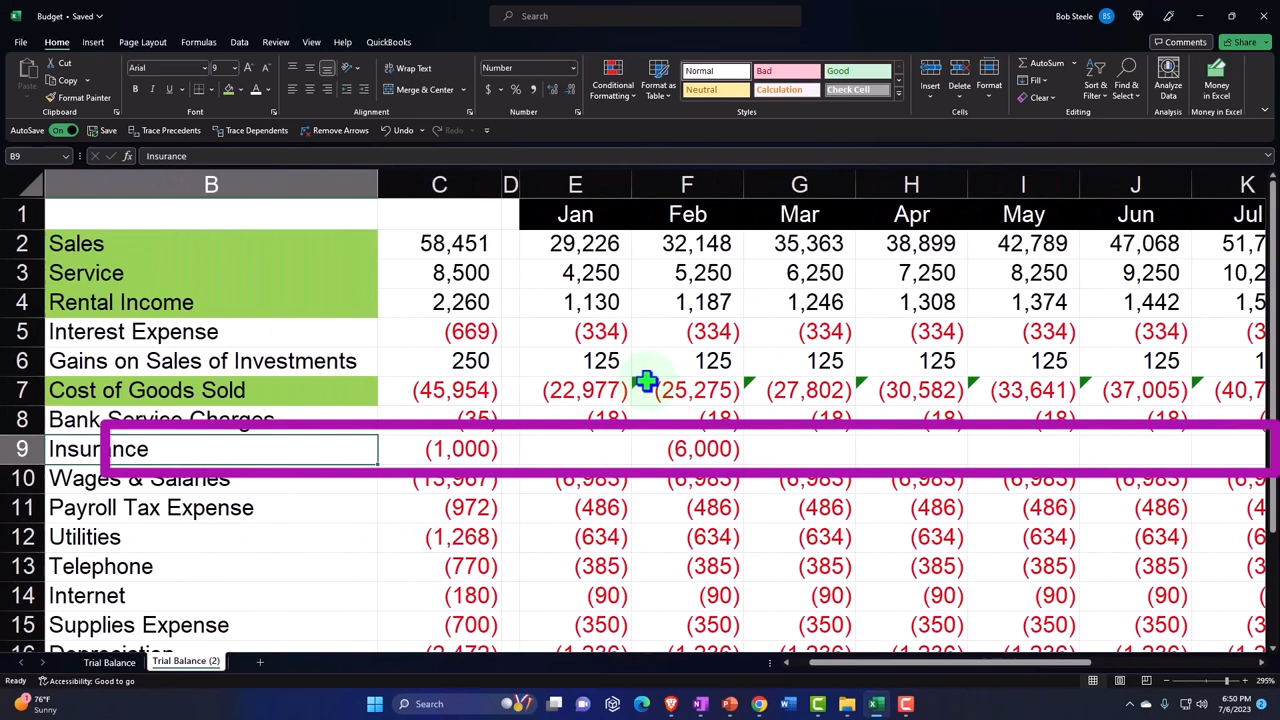 Budget • Saved
Search
Bob Steele BS
File Home Insert Page Layout Formulas Data Review View Help QuickBooks
Comments Share
Paste Cut Copy Format Painter
Arial 9
B I U
Wrap Text
Merge & Center
Number
$ % 9
Conditional Formatting Format as Table
Normal Bad Good
Neutral Calculation Check Cell
Insert Delete Format
AutoSum Fill Clear
Sort & Filter Find & Select
Analyze Data
Money in Excel
Clipboard Font Alignment Number Styles Cells Editing Analysis Money in Excel
AutoSave On Save Trace Precedents Trace Dependents Remove Arrows Undo Redo
B9 fx Insurance
B C D E F G H I J K
1 Jan Feb Mar Apr May Jun Jul
2 Sales 58,451 29,226 32,148 35,363 38,899 42,789 47,068 51,7
3 Service 8,500 4,250 5,250 6,250 7,250 8,250 9,250 10,2
4 Rental Income 2,260 1,130 1,187 1,246 1,308 1,374 1,442 1,5
5 Interest Expense (669) (334) (334) (334) (334) (334) (334) (3
6 Gains on Sales of Investments 250 125 125 125 125 125 125 1
7 Cost of Goods Sold (45,954) (22,977) (25,275) (27,802) (30,582) (33,641) (37,005) (40,7
8 Bank Service Charges (35) (18) (18) (18) (18) (18) (18) (
9 Insurance (1,000) (6,000)
10 Wages & Salaries (13,967) (6,983) (6,983) (6,983) (6,983) (6,983) (6,983) (6,9
11 Payroll Tax Expense (972) (486) (486) (486) (486) (486) (486) (4
12 Utilities (1,268) (634) (634) (634) (634) (634) (634) (6
13 Telephone (770) (385) (385) (385) (385) (385) (385) (3
14 Internet (180) (90) (90) (90) (90) (90) (90) (
15 Supplies Expense (700) (350) (350) (350) (350) (350) (350) (3
16 Depreciation (2,472) (1,236) (1,236) (1,236) (1,236) (1,236) (1,236)
Trial Balance Trial Balance (2)
Ready Accessibility: Good to go 295%
76°F
Sunny
Search
6:50 PM
7/6/2023